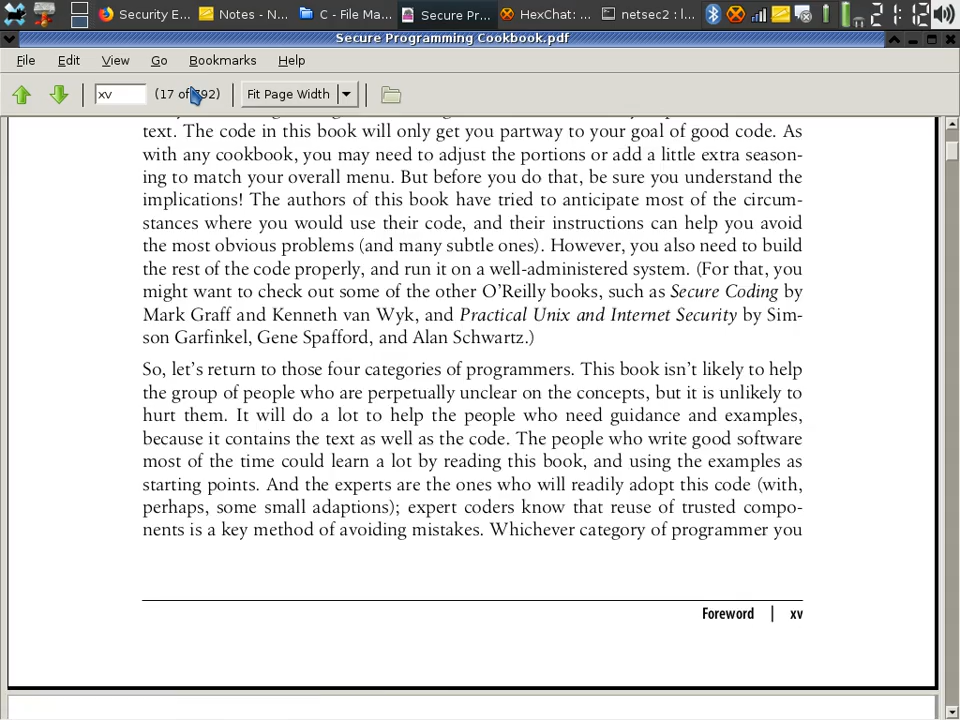 Security E...
Notes - N...
C - File Ma...
Secure Pr...
HexChat: ...
netsec2 : l...
21:12
Secure Programming Cookbook.pdf
File Edit View Go Bookmarks Help
xv (17 of 792) Fit Page Width
text. The code in this book will only get you partway to your goal of good code. As
with any cookbook, you may need to adjust the portions or add a little extra season-
ing to match your overall menu. But before you do that, be sure you understand the
implications! The authors of this book have tried to anticipate most of the circum-
stances where you would use their code, and their instructions can help you avoid
the most obvious problems (and many subtle ones). However, you also need to build
the rest of the code properly, and run it on a well-administered system. (For that, you
might want to check out some of the other O'Reilly books, such as Secure Coding by
Mark Graff and Kenneth van Wyk, and Practical Unix and Internet Security by Sim-
son Garfinkel, Gene Spafford, and Alan Schwartz.)
So, let's return to those four categories of programmers. This book isn't likely to help
the group of people who are perpetually unclear on the concepts, but it is unlikely to
hurt them. It will do a lot to help the people who need guidance and examples,
because it contains the text as well as the code. The people who write good software
most of the time could learn a lot by reading this book, and using the examples as
starting points. And the experts are the ones who will readily adopt this code (with,
perhaps, some small adaptions); expert coders know that reuse of trusted compo-
nents is a key method of avoiding mistakes. Whichever category of programmer you
Foreword | xv